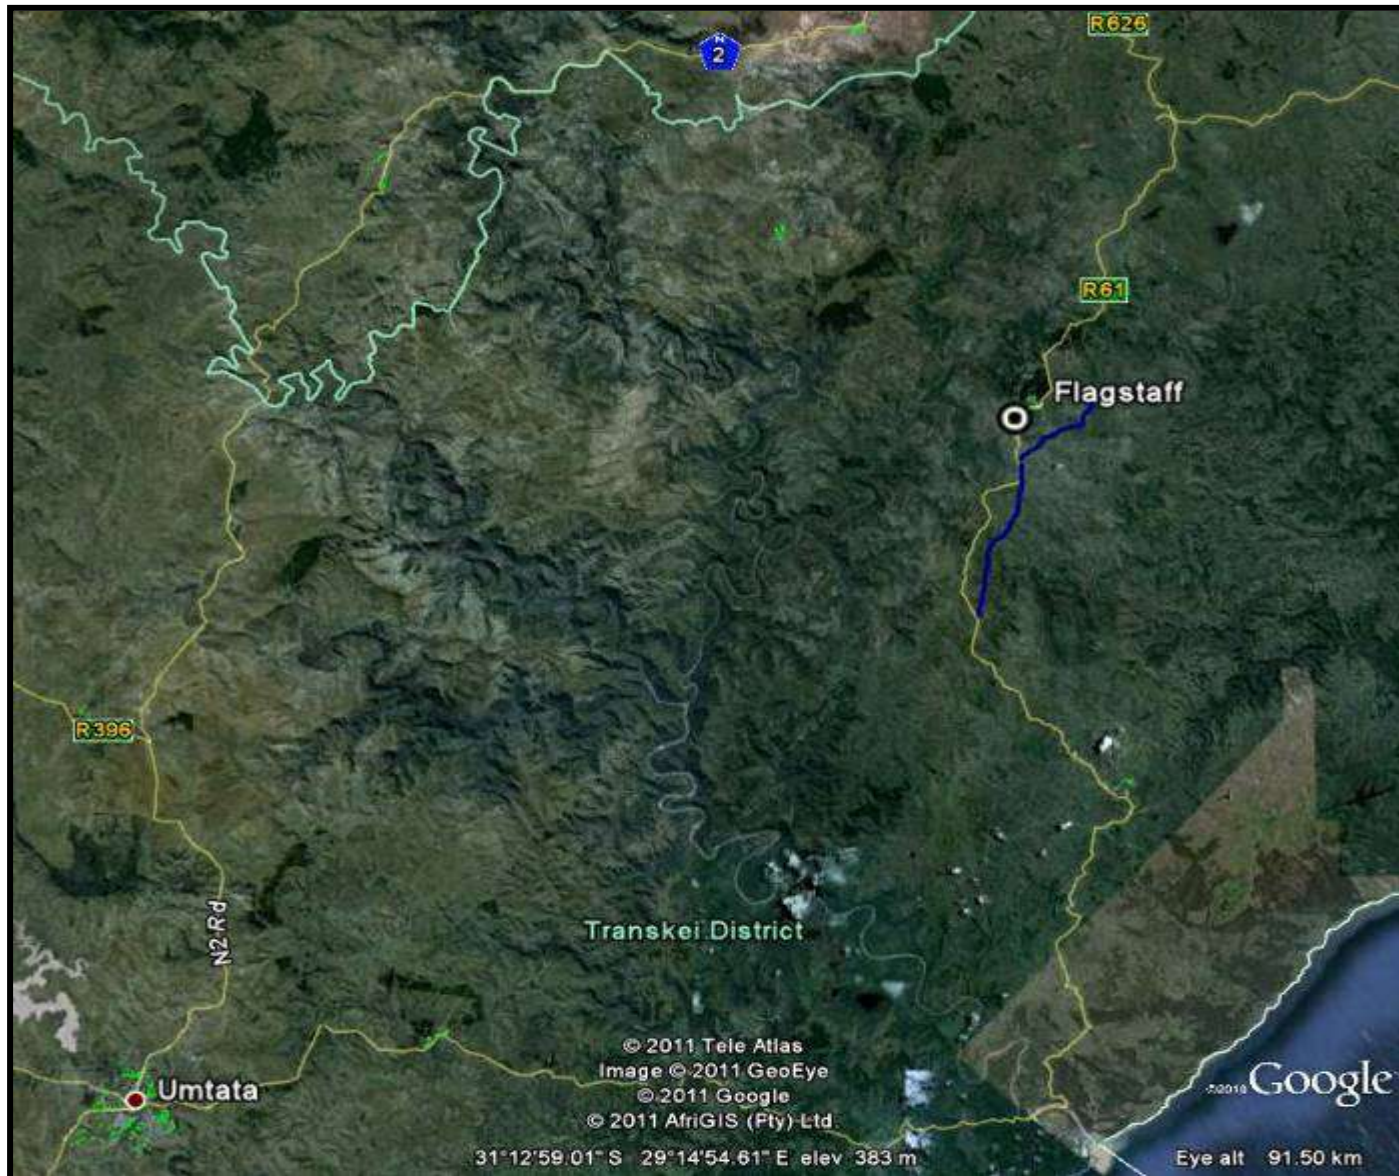 R626
N
2
R61
Flagstaff
R396
N2 Rd
Transkei District
Umtata
© 2011 Tele Atlas
Image © 2011 GeoEye
© 2011 Google
© 2011 AfriGIS (Pty) Ltd
©2010 Google
31°12'59.01" S 29°14'54.61" E elev 383 m
Eye alt 91.50 km